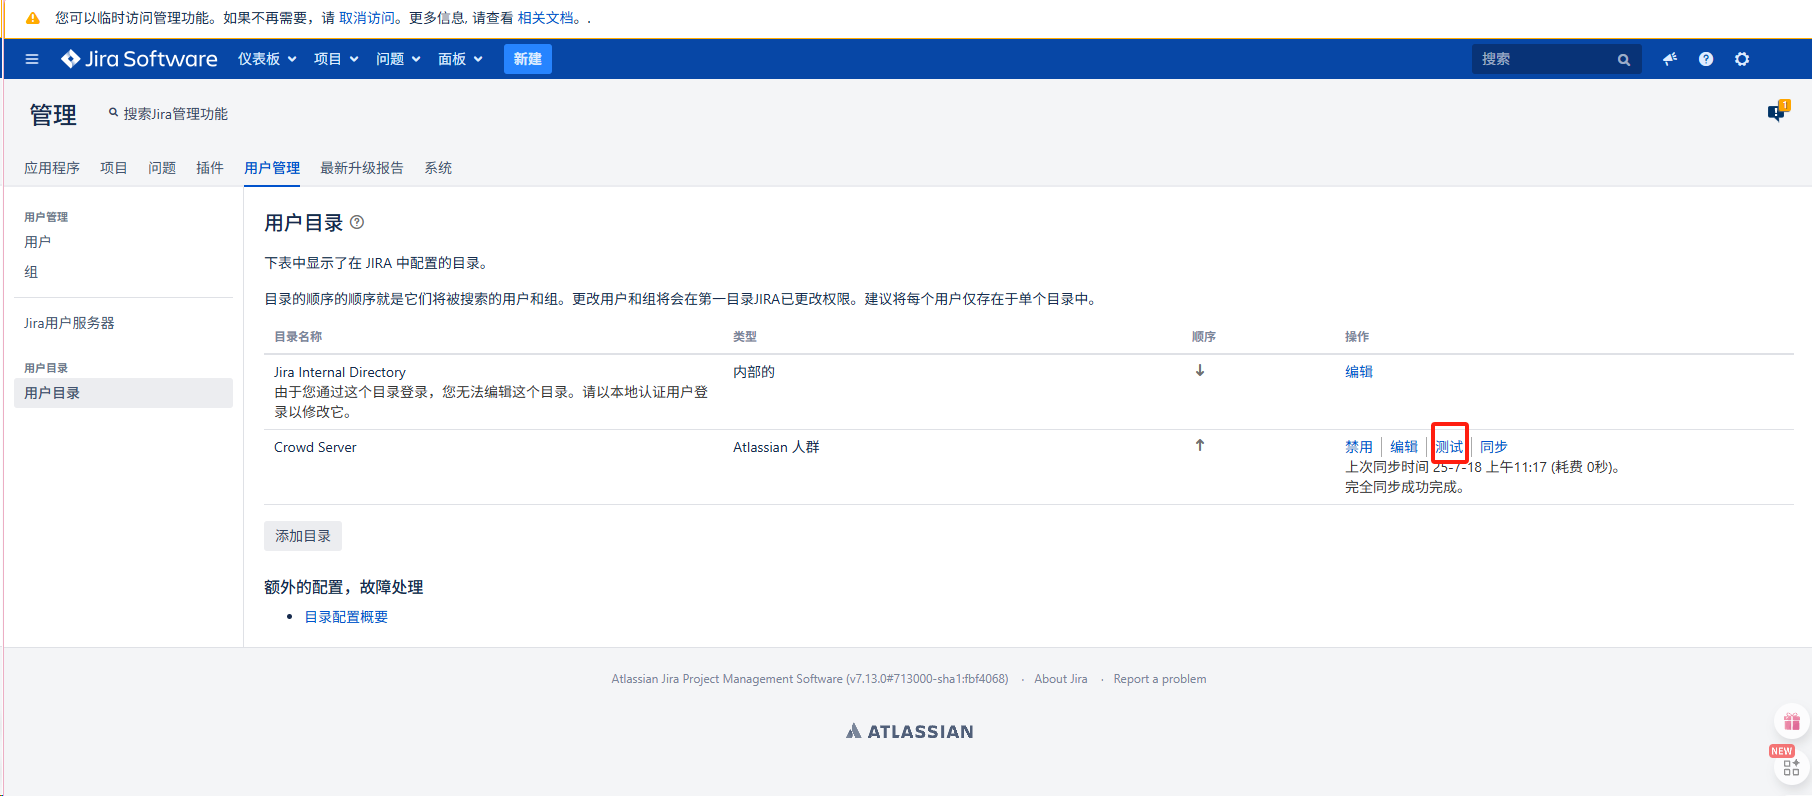 您可以临时访问管理功能。如果不再需要，请 取消访问。更多信息, 请查看 相关文档。.
Jira Software 仪表板 项目 问题 面板 新建 搜索
管理 搜索Jira管理功能 1
应用程序 项目 问题 插件 用户管理 最新升级报告 系统
用户管理
用户
组
Jira用户服务器
用户目录
用户目录
用户目录
下表中显示了在 JIRA 中配置的目录。
目录的顺序的顺序就是它们将被搜索的用户和组。更改用户和组将会在第一目录JIRA已更改权限。建议将每个用户仅存在于单个目录中。
目录名称 类型 顺序 操作
Jira Internal Directory 内部的 编辑
由于您通过这个目录登录，您无法编辑这个目录。请以本地认证用户登
录以修改它。
Crowd Server Atlassian 人群 禁用 编辑 测试 同步
上次同步时间 25-7-18 上午11:17 (耗费 0秒)。
完全同步成功完成。
添加目录
额外的配置，故障处理
目录配置概要
Atlassian Jira Project Management Software (v7.13.0#713000-sha1:fbf4068) · About Jira · Report a problem
ATLASSIAN
NEW